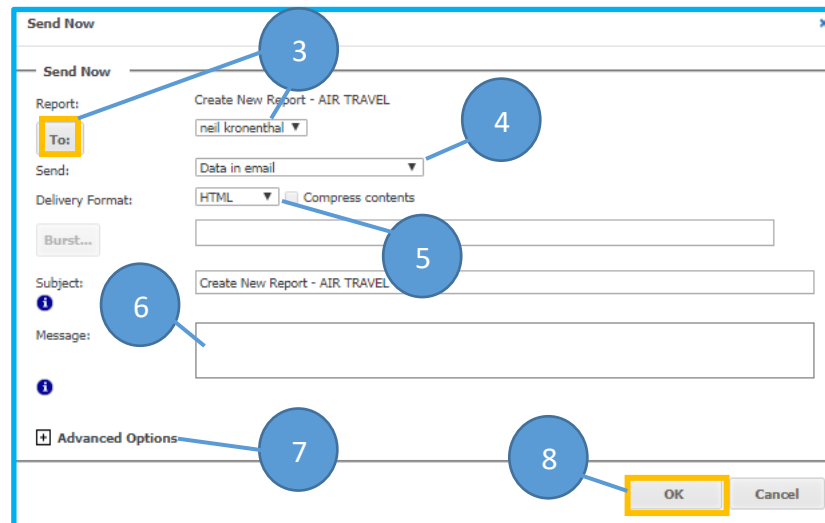 Send Now
×
3
Send Now
Report:
Create New Report - AIR TRAVEL
To:
neil kronenthal
4
Send:
Data in email
Delivery Format:
HTML
Compress contents
Burst...
5
Subject:
Create New Report - AIR TRAVEL
6
Message:
Advanced Options
7
8
OK
Cancel